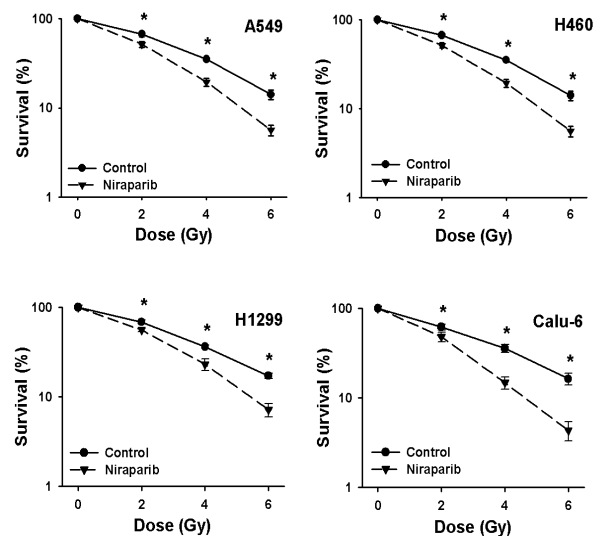 A549
Survival (%)
100
10
1
*
*
*
Control
Niraparib
0 2 4 6
Dose (Gy)
H460
Survival (%)
100
10
1
*
*
*
Control
Niraparib
0 2 4 6
Dose (Gy)
H1299
Survival (%)
100
10
1
*
*
*
Control
Niraparib
0 2 4 6
Dose (Gy)
Calu-6
Survival (%)
100
10
1
*
*
*
Control
Niraparib
0 2 4 6
Dose (Gy)